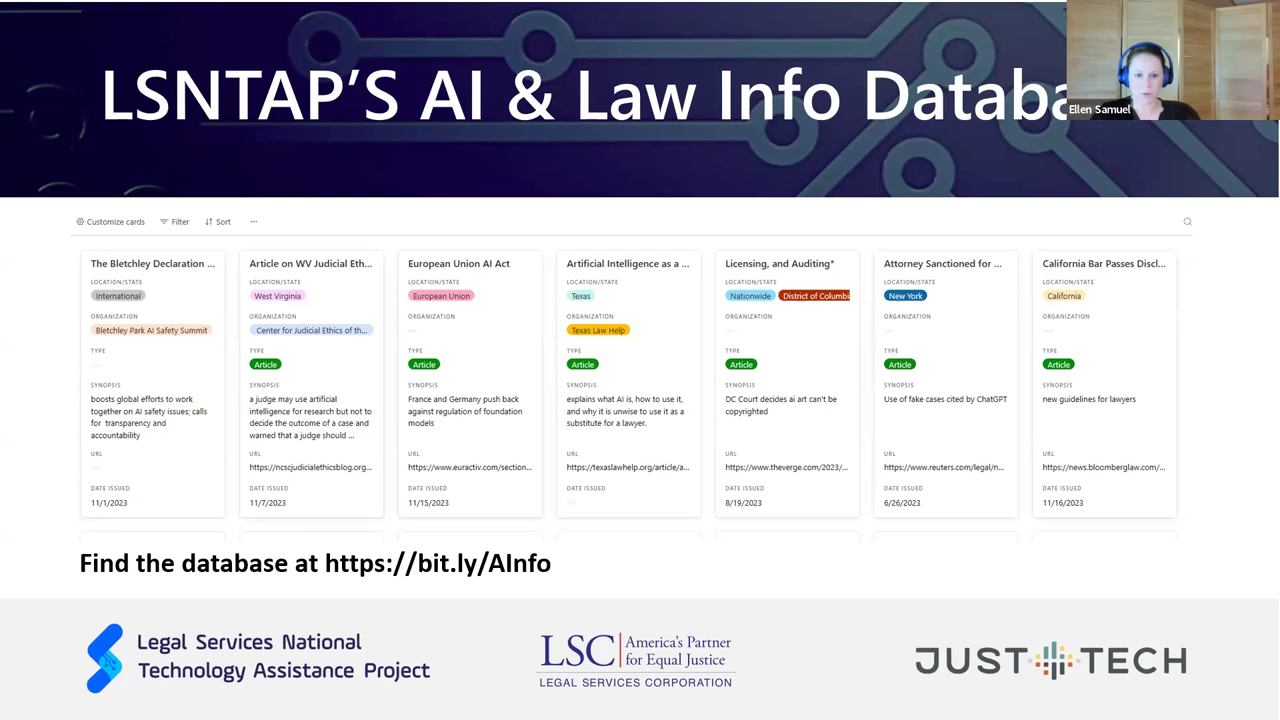 LSNTAP'S AI & Law Info Databa
Ellen Samuel
Customize cards Filter Sort ...
The Bletchley Declaration ...
LOCATION/STATE
International
ORGANIZATION
Bletchley Park AI Safety Summit
TYPE
SYNOPSIS
boosts global efforts to work
together on AI safety issues; calls
for transparency and
accountability
URL
DATE ISSUED
11/1/2023
Article on WV Judicial Eth...
LOCATION/STATE
West Virginia
ORGANIZATION
Center for Judicial Ethics of th...
TYPE
Article
SYNOPSIS
a judge may use artificial
intelligence for research but not to
decide the outcome of a case and
warned that a judge should ...
URL
https://ncscjudicialethicsblog.org...
DATE ISSUED
11/7/2023
European Union AI Act
LOCATION/STATE
European Union
ORGANIZATION
TYPE
Article
SYNOPSIS
France and Germany push back
against regulation of foundation
models
URL
https://www.euractiv.com/section...
DATE ISSUED
11/15/2023
Artificial Intelligence as a ...
LOCATION/STATE
Texas
ORGANIZATION
Texas Law Help
TYPE
Article
SYNOPSIS
explains what AI is, how to use it,
and why it is unwise to use it as a
substitute for a lawyer.
URL
https://texaslawhelp.org/article/a...
DATE ISSUED
Licensing, and Auditing*
LOCATION/STATE
Nationwide District of Columbi
ORGANIZATION
TYPE
Article
SYNOPSIS
DC Court decides ai art can't be
copyrighted
URL
https://www.theverge.com/2023/...
DATE ISSUED
8/19/2023
Attorney Sanctioned for ...
LOCATION/STATE
New York
ORGANIZATION
TYPE
Article
SYNOPSIS
Use of fake cases cited by ChatGPT
URL
https://www.reuters.com/legal/n...
DATE ISSUED
6/26/2023
California Bar Passes Discl...
LOCATION/STATE
California
ORGANIZATION
TYPE
Article
SYNOPSIS
new guidelines for lawyers
URL
https://news.bloomberglaw.com/...
DATE ISSUED
11/16/2023
Find the database at https://bit.ly/AInfo
Legal Services National
Technology Assistance Project
LSC America's Partner
for Equal Justice
LEGAL SERVICES CORPORATION
JUST TECH